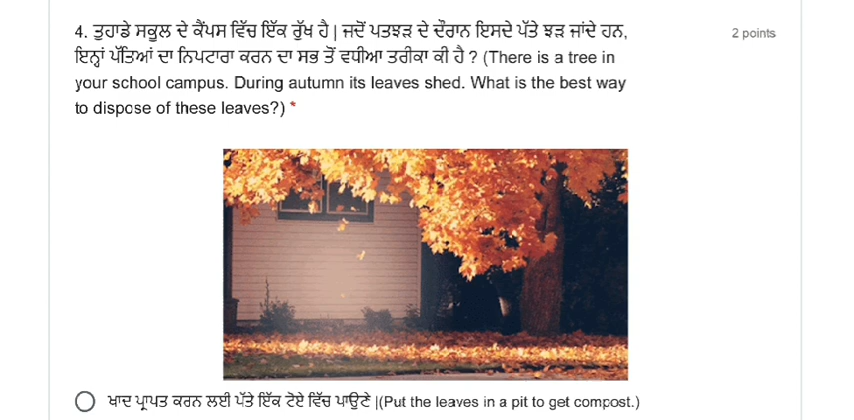 4. ਤੁਹਾਡੇ ਸਕੂਲ ਦੇ ਕੈਂਪਸ ਵਿੱਚ ਇੱਕ ਰੁੱਖ ਹੈ | ਜਦੋਂ ਪਤਝੜ ਦੇ ਦੌਰਾਨ ਇਸਦੇ ਪੱਤੇ ਝੜ ਜਾਂਦੇ ਹਨ,
2 points
ਇਨ੍ਹਾਂ ਪੱਤਿਆਂ ਦਾ ਨਿਪਟਾਰਾ ਕਰਨ ਦਾ ਸਭ ਤੋਂ ਵਧੀਆ ਤਰੀਕਾ ਕੀ ਹੈ ? (There is a tree in
your school campus. During autumn its leaves shed. What is the best way
to dispose of these leaves?) *
ਖਾਦ ਪ੍ਰਾਪਤ ਕਰਨ ਲਈ ਪੱਤੇ ਇੱਕ ਟੋਏ ਵਿੱਚ ਪਾਉਣੇ |(Put the leaves in a pit to get compost.)